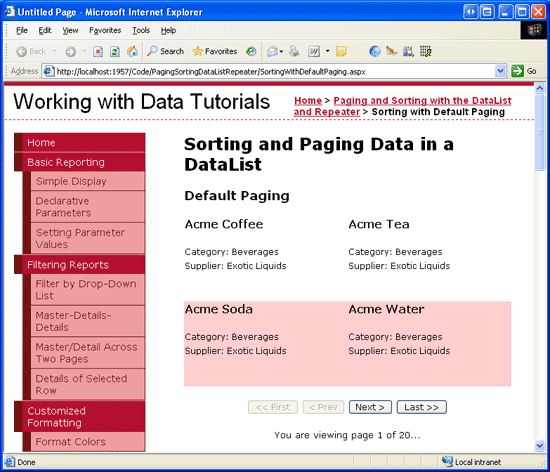 Untitled Page - Microsoft Internet Explorer
File Edit View Favorites Tools Help
Back Search Favorites
Address http://localhost:1957/Code/PagingSortingDataListRepeater/SortingWithDefaultPaging.aspx Go
Working with Data Tutorials
Home > Paging and Sorting with the DataList
and Repeater > Sorting with Default Paging
Home
Basic Reporting
Simple Display
Declarative
Parameters
Setting Parameter
Values
Filtering Reports
Filter by Drop-Down
List
Master-Details-
Details
Master/Detail Across
Two Pages
Details of Selected
Row
Customized
Formatting
Format Colors
Sorting and Paging Data in a
DataList
Default Paging
Acme Coffee
Category: Beverages
Supplier: Exotic Liquids
Acme Tea
Category: Beverages
Supplier: Exotic Liquids
Acme Soda
Category: Beverages
Supplier: Exotic Liquids
Acme Water
Category: Beverages
Supplier: Exotic Liquids
<< First < Prev Next > Last >>
You are viewing page 1 of 20...
Done Local intranet